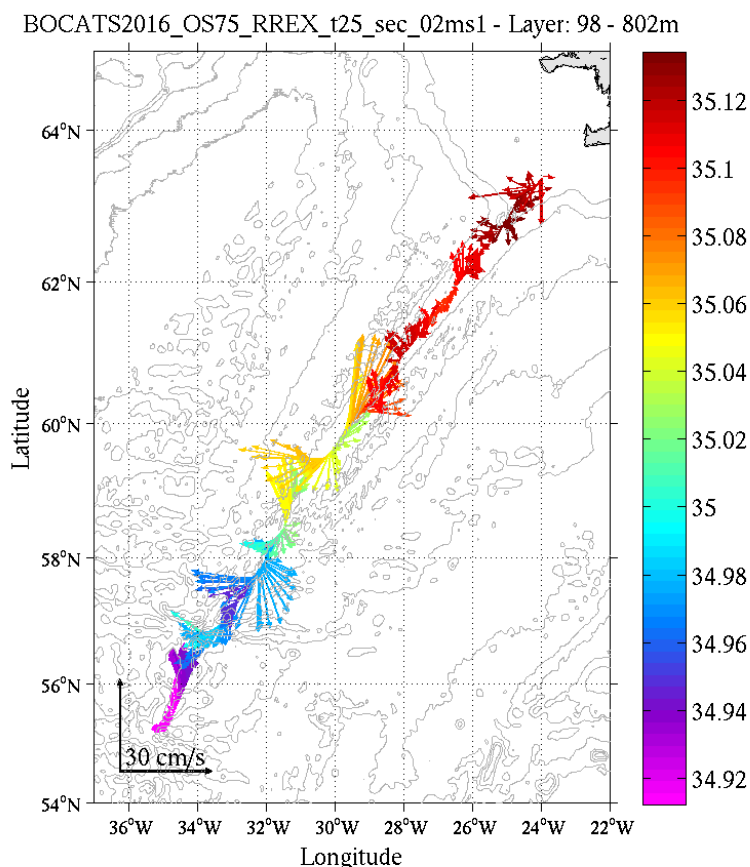 BOCATS2016_OS75_RREX_t25_sec_02ms1 - Layer: 98 - 802m
64°N
62°N
60°N
58°N
56°N
54°N
Latitude
30 cm/s
36°W 34°W 32°W 30°W 28°W 26°W 24°W 22°W
Longitude
35.12
35.1
35.08
35.06
35.04
35.02
35
34.98
34.96
34.94
34.92